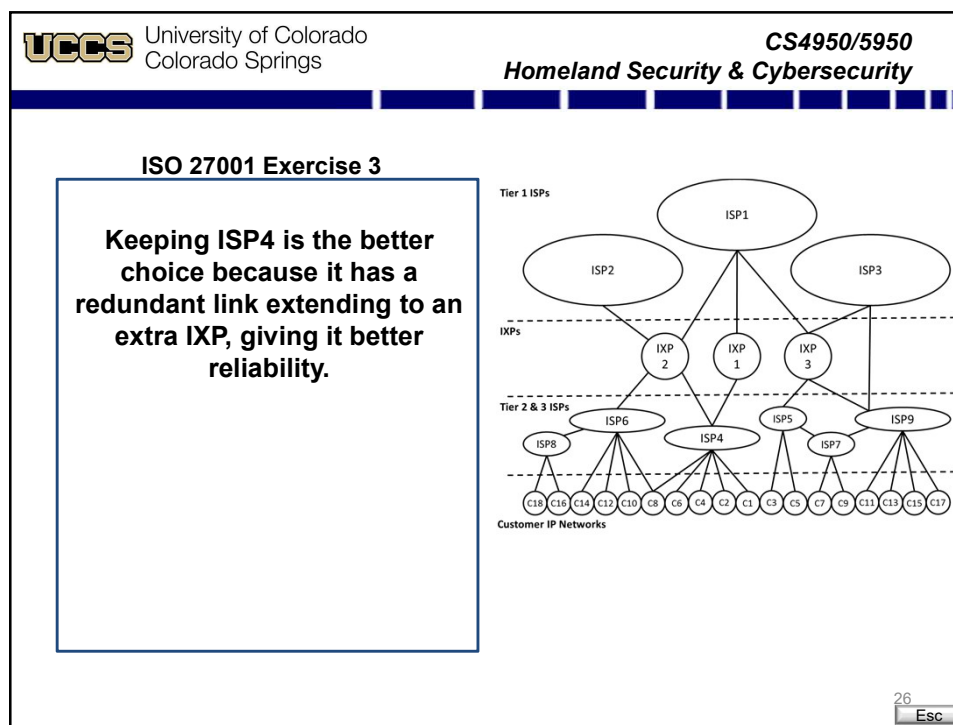 UCCS
University of Colorado
Colorado Springs
CS4950/5950
Homeland Security & Cybersecurity
ISO 27001 Exercise 3
Keeping ISP4 is the better
choice because it has a
redundant link extending to an
extra IXP, giving it better
reliability.
Tier 1 ISPs
ISP1
ISP2
ISP3
IXPs
IXP
2
IXP
1
IXP
3
Tier 2 & 3 ISPs
ISP6
ISP5
ISP9
ISP8
ISP4
ISP7
C18
C16
C14
C12
C10
C8
C6
C4
C2
C1
C3
C5
C7
C9
C11
C13
C15
C17
Customer IP Networks
26
Esc